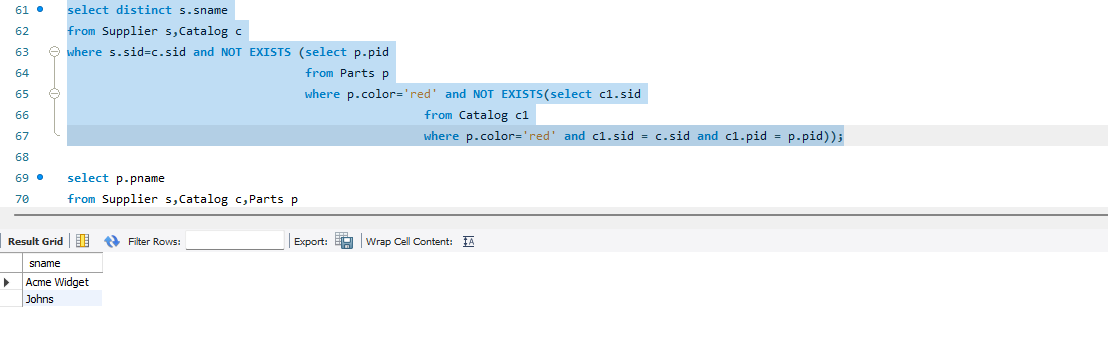 61 select distinct s.sname
62 from Supplier s,Catalog c
63 where s.sid=c.sid and NOT EXISTS (select p.pid
64 from Parts p
65 where p.color='red' and NOT EXISTS(select c1.sid
66 from Catalog c1
67 where p.color='red' and c1.sid = c.sid and c1.pid = p.pid));
68
69 select p.pname
70 from Supplier s,Catalog c,Parts p
Result Grid Filter Rows: Export: Wrap Cell Content: IA
sname
Acme Widget
Johns